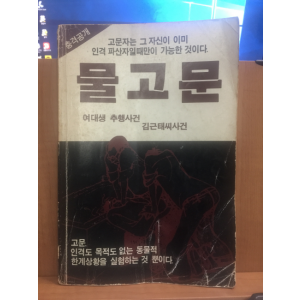 충격공개
고문자는 그 자신이 이미
인격 파산자일때만이 가능한 것이다.
물고문
여대생 추행사건
김근태씨사건
고문.
인격도 목적도 없는 동물적
한계상황을 실험하는 것 뿐이다.